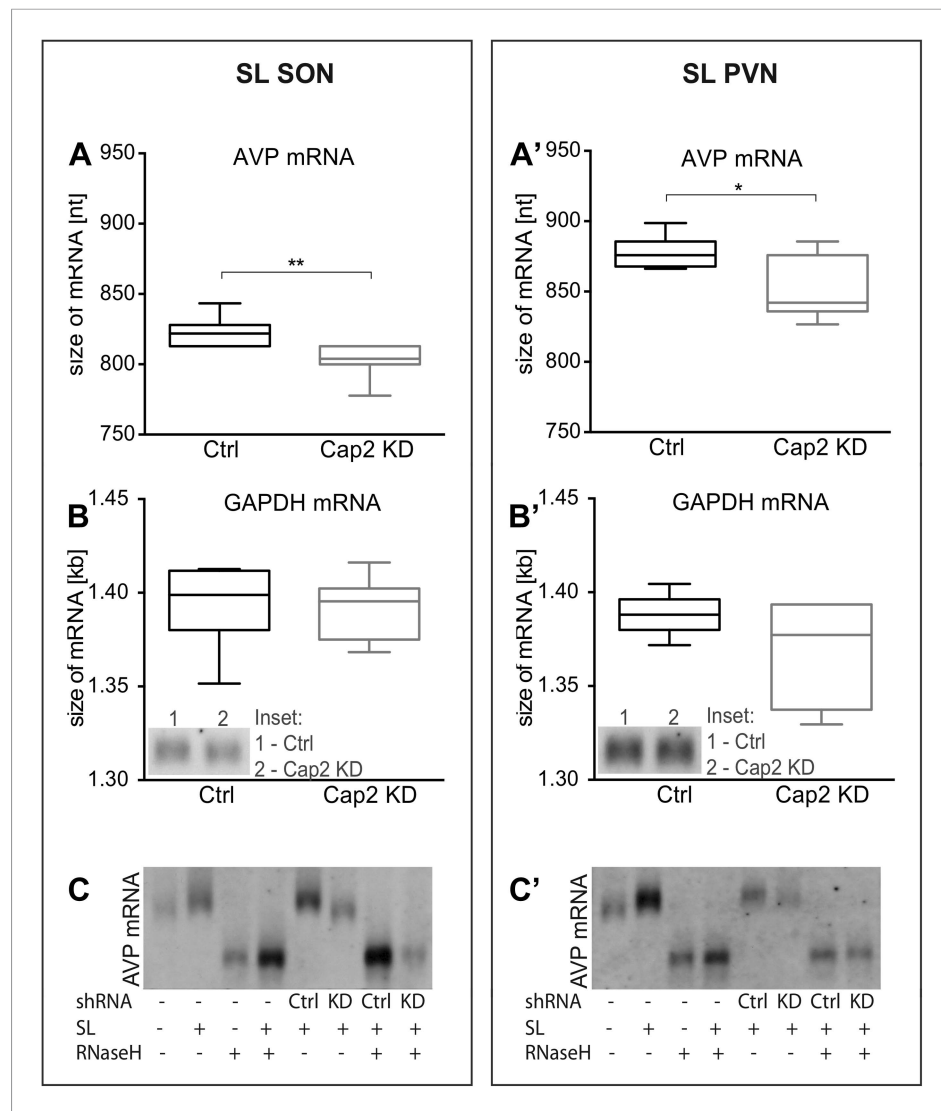 SL SON
A
AVP mRNA
size of mRNA [nt]
950
900
850
800
750
**
Ctrl
Cap2 KD
B
GAPDH mRNA
size of mRNA [kb]
1.45
1.40
1.35
1.30
1 2
Inset:
1 - Ctrl
2 - Cap2 KD
Ctrl
Cap2 KD
C
AVP mRNA
shRNA - - - - Ctrl KD Ctrl KD
SL - + - + + + + +
RNaseH - - + + - - + +
SL PVN
A'
AVP mRNA
size of mRNA [nt]
950
900
850
800
750
*
Ctrl
Cap2 KD
B'
GAPDH mRNA
size of mRNA [kb]
1.45
1.40
1.35
1.30
1 2
Inset:
1 - Ctrl
2 - Cap2 KD
Ctrl
Cap2 KD
C'
AVP mRNA
shRNA - - - - Ctrl KD Ctrl KD
SL - + - + + + + +
RNaseH - - + + - - + +